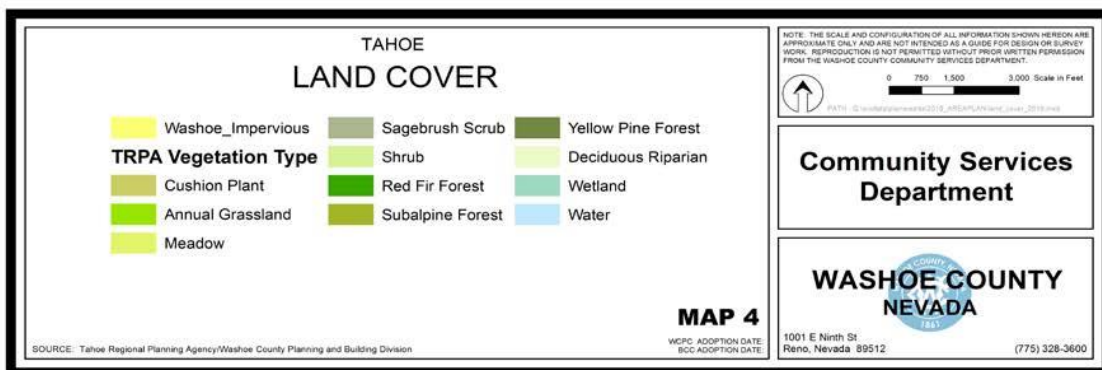 TAHOE
LAND COVER
Washoe_Impervious
TRPA Vegetation Type
Cushion Plant
Annual Grassland
Meadow
Sagebrush Scrub
Shrub
Red Fir Forest
Subalpine Forest
Yellow Pine Forest
Deciduous Riparian
Wetland
Water
MAP 4
SOURCE: Tahoe Regional Planning Agency/Washoe County Planning and Building Division
WCPC ADOPTION DATE:
BCC ADOPTION DATE:
NOTE: THE SCALE AND CONFIGURATION OF ALL INFORMATION SHOWN HEREON ARE
APPROXIMATE ONLY AND ARE NOT INTENDED AS A GUIDE FOR DESIGN OR SURVEY
WORK. REPRODUCTION IS NOT PERMITTED WITHOUT PRIOR WRITTEN PERMISSION
FROM THE WASHOE COUNTY COMMUNITY SERVICES DEPARTMENT.
0 750 1,500 3,000 Scale in Feet
PATH:
Community Services
Department
WASHOE COUNTY
NEVADA
1861
1001 E Ninth St
Reno, Nevada 89512
(775) 328-3600